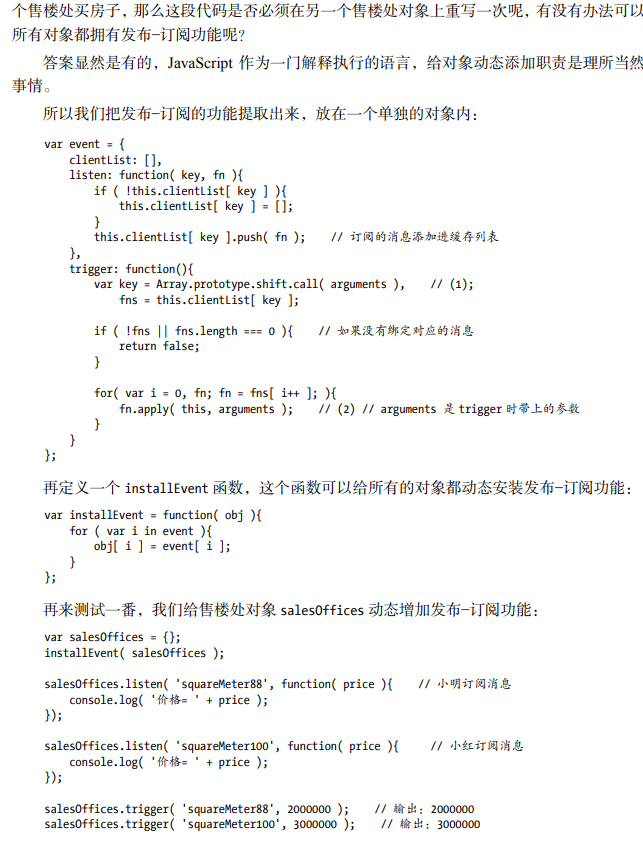 个售楼处买房子，那么这段代码是否必须在另一个售楼处对象上重写一次呢，有没有办法可以
所有对象都拥有发布–订阅功能呢？
答案显然是有的，JavaScript 作为一门解释执行的语言，给对象动态添加职责是理所当然
事情。
所以我们把发布–订阅的功能提取出来，放在一个单独的对象内：
var event = {
    clientList: [],
    listen: function( key, fn ){
        if ( !this.clientList[ key ] ){
            this.clientList[ key ] = [];
        }
        this.clientList[ key ].push( fn );    // 订阅的消息添加进缓存列表
    },
    trigger: function(){
        var key = Array.prototype.shift.call( arguments ),    // (1);
            fns = this.clientList[ key ];
        if ( !fns || fns.length === 0 ){    // 如果没有绑定对应的消息
            return false;
        }
        for( var i = 0, fn; fn = fns[ i++ ]; ){
            fn.apply( this, arguments );    // (2) // arguments 是 trigger 时带上的参数
        }
    }
};
再定义一个 installEvent 函数，这个函数可以给所有的对象都动态安装发布–订阅功能：
var installEvent = function( obj ){
    for ( var i in event ){
        obj[ i ] = event[ i ];
    }
};
再来测试一番，我们给售楼处对象 salesOffices 动态增加发布–订阅功能：
var salesOffices = {};
installEvent( salesOffices );
salesOffices.listen( 'squareMeter88', function( price ){    // 小明订阅消息
    console.log( '价格= ' + price );
});
salesOffices.listen( 'squareMeter100', function( price ){    // 小红订阅消息
    console.log( '价格= ' + price );
});
salesOffices.trigger( 'squareMeter88', 2000000 );    // 输出：2000000
salesOffices.trigger( 'squareMeter100', 3000000 );    // 输出：3000000